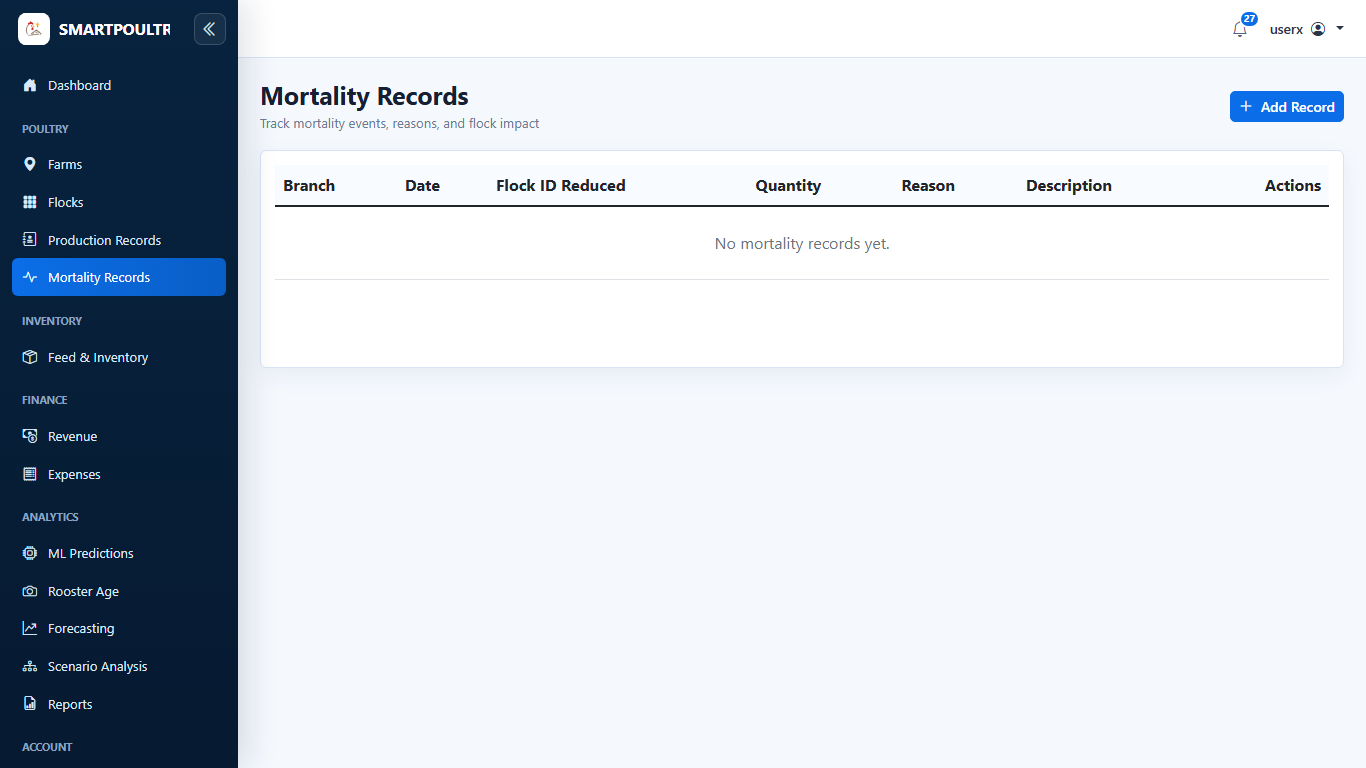 SMARTPOULTR
27
userx
Dashboard
POULTRY
Farms
Flocks
Production Records
Mortality Records
INVENTORY
Feed & Inventory
FINANCE
Revenue
Expenses
ANALYTICS
ML Predictions
Rooster Age
Forecasting
Scenario Analysis
Reports
ACCOUNT
Mortality Records
Track mortality events, reasons, and flock impact
+ Add Record
Branch Date Flock ID Reduced Quantity Reason Description Actions
No mortality records yet.